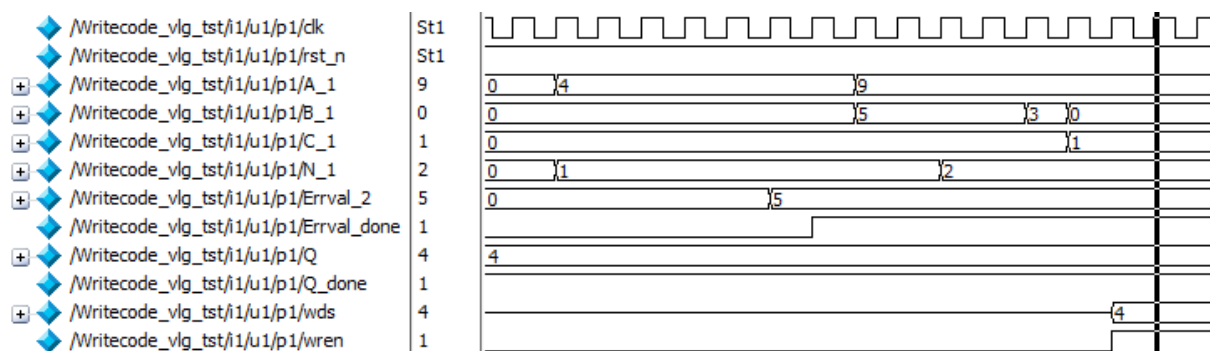 /Writecode_vlg_tst/i1/u1/p1/clk St1
/Writecode_vlg_tst/i1/u1/p1/rst_n St1
/Writecode_vlg_tst/i1/u1/p1/A_1 9 0 4 9
/Writecode_vlg_tst/i1/u1/p1/B_1 0 0 5 3 0
/Writecode_vlg_tst/i1/u1/p1/C_1 1 0 1
/Writecode_vlg_tst/i1/u1/p1/N_1 2 0 1 2
/Writecode_vlg_tst/i1/u1/p1/Errval_2 5 0 5
/Writecode_vlg_tst/i1/u1/p1/Errval_done 1
/Writecode_vlg_tst/i1/u1/p1/Q 4 4
/Writecode_vlg_tst/i1/u1/p1/Q_done 1
/Writecode_vlg_tst/i1/u1/p1/wds 4 4
/Writecode_vlg_tst/i1/u1/p1/wren 1